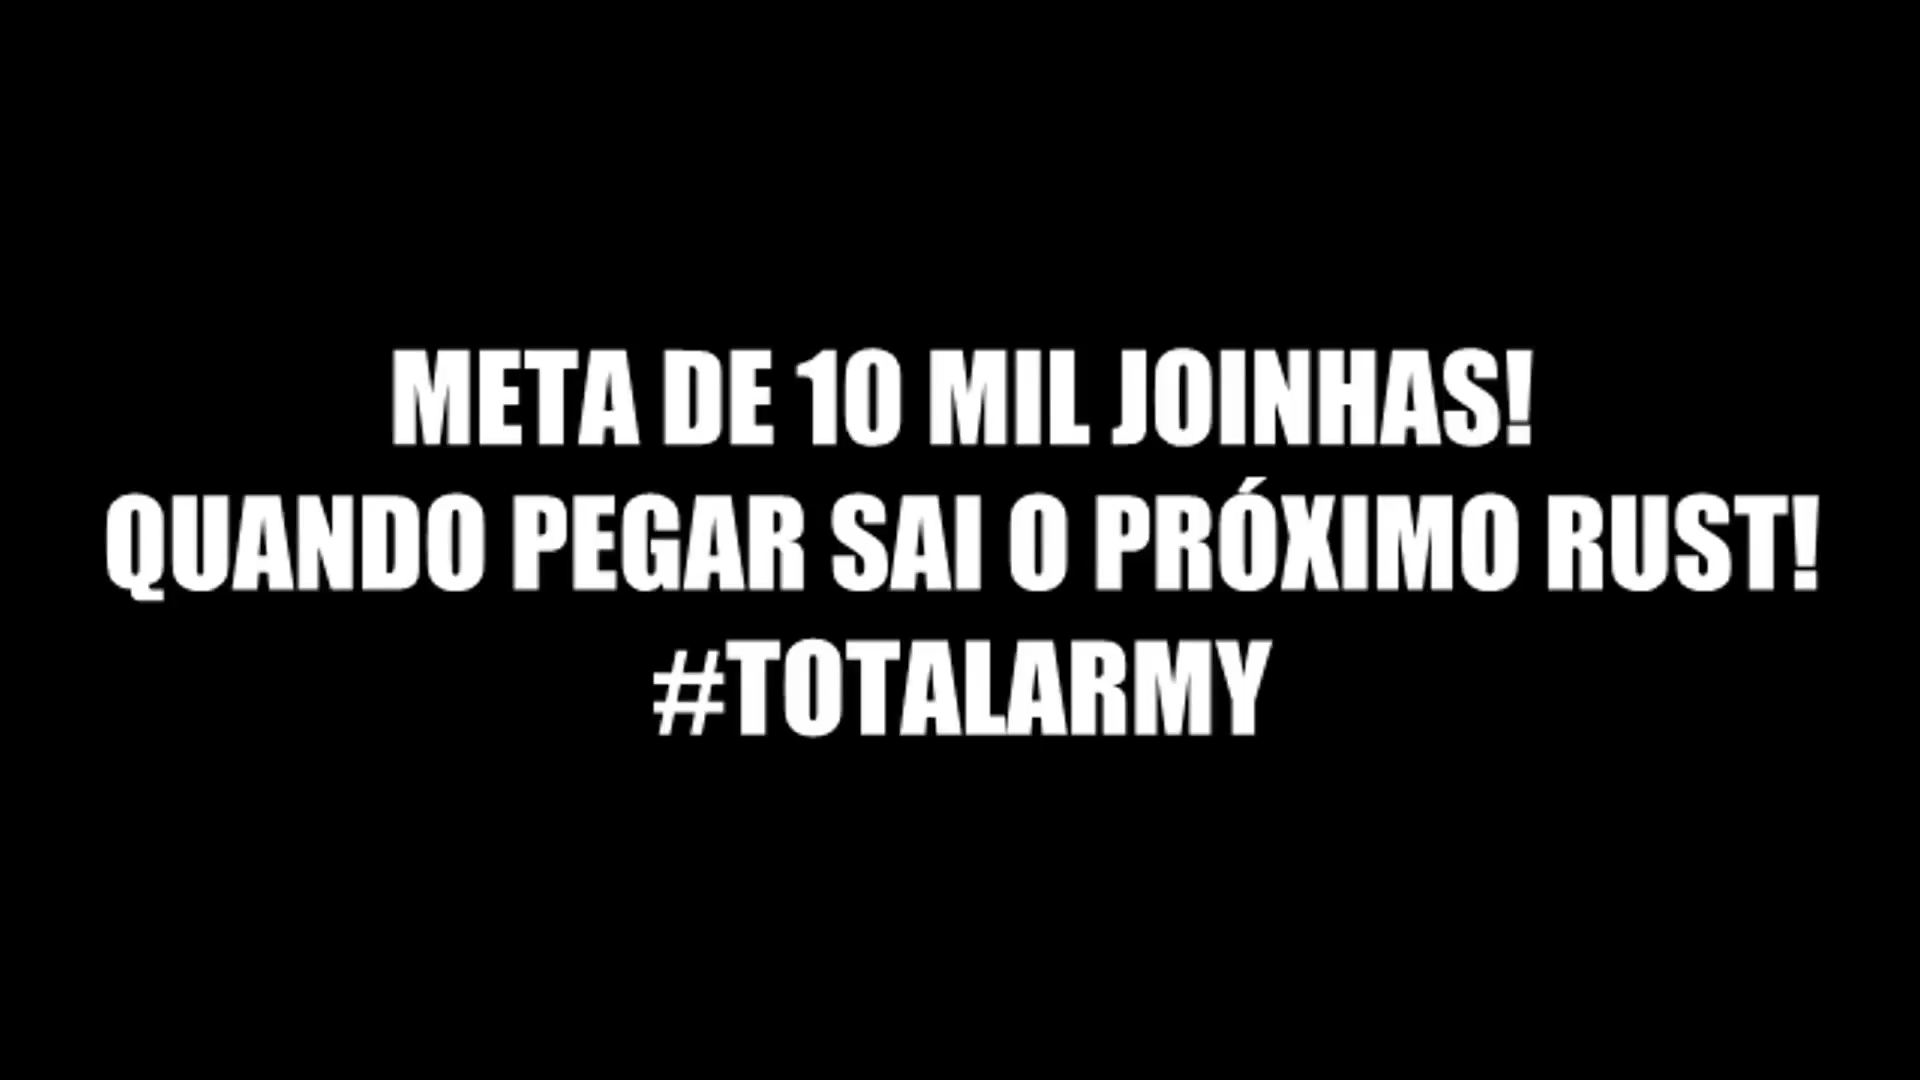 META DE 10 MIL JOINHAS!
QUANDO PEGAR SAI O PRÓXIMO RUST!
#TOTALARMY